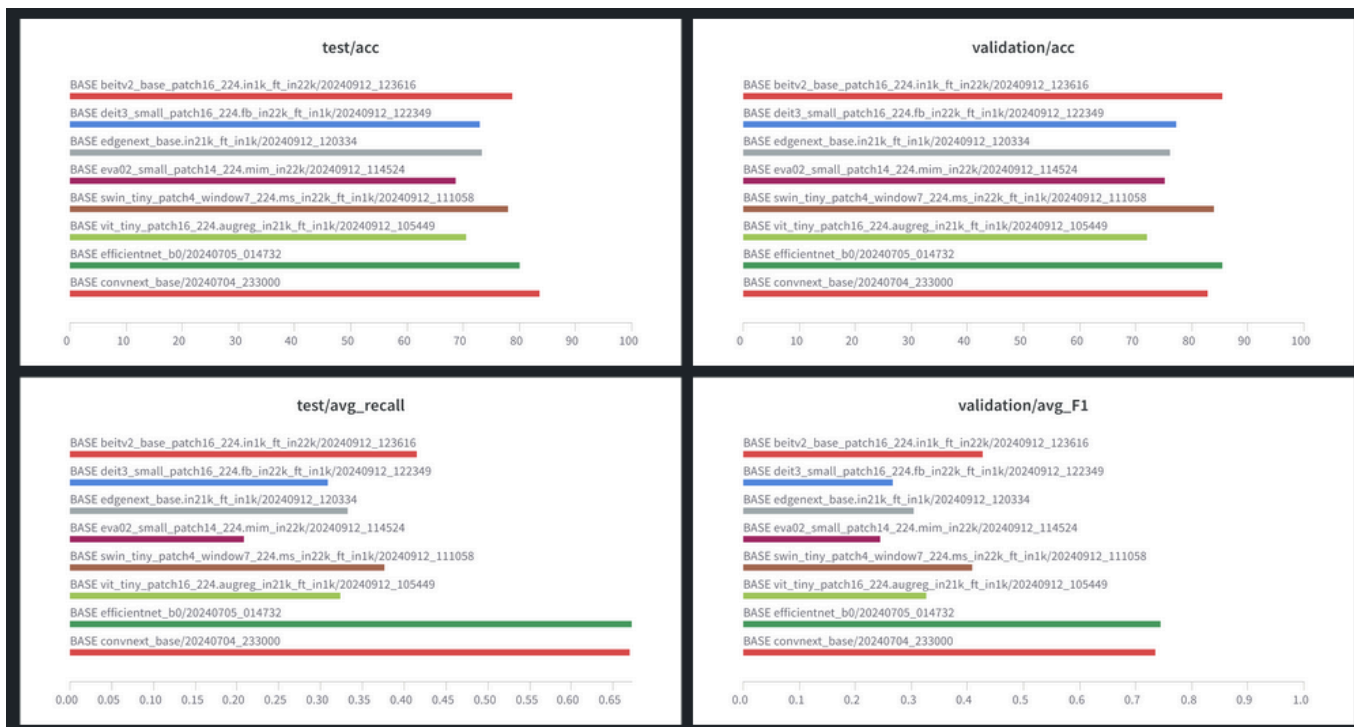 test/acc
BASE beitv2_base_patch16_224.in1k_ft_in22k/20240912_123616
BASE deit3_small_patch16_224.fb_in22k_ft_in1k/20240912_122349
BASE edgenext_base.in21k_ft_in1k/20240912_120334
BASE eva02_small_patch14_224.mim_in22k/20240912_114524
BASE swin_tiny_patch4_window7_224.ms_in22k_ft_in1k/20240912_111058
BASE vit_tiny_patch16_224.augreg_in21k_ft_in1k/20240912_105449
BASE efficientnet_b0/20240705_014732
BASE convnext_base/20240704_233000
0 10 20 30 40 50 60 70 80 90 100
validation/acc
BASE beitv2_base_patch16_224.in1k_ft_in22k/20240912_123616
BASE deit3_small_patch16_224.fb_in22k_ft_in1k/20240912_122349
BASE edgenext_base.in21k_ft_in1k/20240912_120334
BASE eva02_small_patch14_224.mim_in22k/20240912_114524
BASE swin_tiny_patch4_window7_224.ms_in22k_ft_in1k/20240912_111058
BASE vit_tiny_patch16_224.augreg_in21k_ft_in1k/20240912_105449
BASE efficientnet_b0/20240705_014732
BASE convnext_base/20240704_233000
0 10 20 30 40 50 60 70 80 90 100
test/avg_recall
BASE beitv2_base_patch16_224.in1k_ft_in22k/20240912_123616
BASE deit3_small_patch16_224.fb_in22k_ft_in1k/20240912_122349
BASE edgenext_base.in21k_ft_in1k/20240912_120334
BASE eva02_small_patch14_224.mim_in22k/20240912_114524
BASE swin_tiny_patch4_window7_224.ms_in22k_ft_in1k/20240912_111058
BASE vit_tiny_patch16_224.augreg_in21k_ft_in1k/20240912_105449
BASE efficientnet_b0/20240705_014732
BASE convnext_base/20240704_233000
0.00 0.05 0.10 0.15 0.20 0.25 0.30 0.35 0.40 0.45 0.50 0.55 0.60 0.65
validation/avg_F1
BASE beitv2_base_patch16_224.in1k_ft_in22k/20240912_123616
BASE deit3_small_patch16_224.fb_in22k_ft_in1k/20240912_122349
BASE edgenext_base.in21k_ft_in1k/20240912_120334
BASE eva02_small_patch14_224.mim_in22k/20240912_114524
BASE swin_tiny_patch4_window7_224.ms_in22k_ft_in1k/20240912_111058
BASE vit_tiny_patch16_224.augreg_in21k_ft_in1k/20240912_105449
BASE efficientnet_b0/20240705_014732
BASE convnext_base/20240704_233000
0.0 0.1 0.2 0.3 0.4 0.5 0.6 0.7 0.8 0.9 1.0